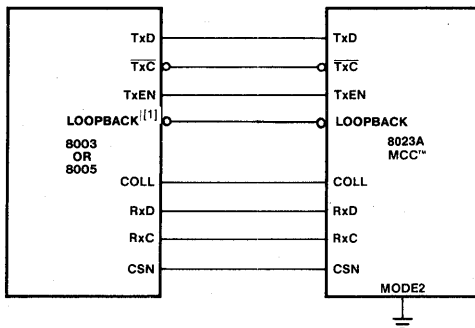 TxD TxD
TxC TxC
TxEN TxEN
LOOPBACK [1] LOOPBACK
8003 OR 8005
8023A MCC™
COLL COLL
RxD RxD
RxC RxC
CSN CSN
MODE2